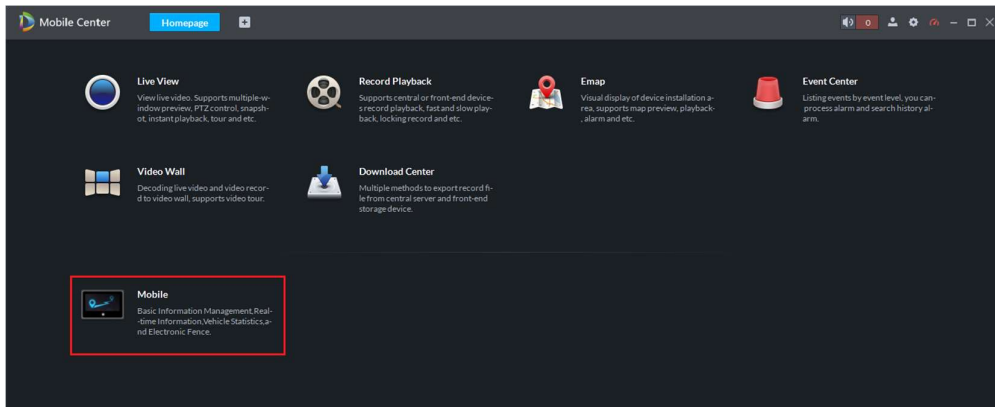 Mobile Center
Homepage
0
Live View
View live video. Supports multiple-w-
indow preview, PTZ control, snapsh-
ot, instant playback, tour and etc.
Record Playback
Supports central or front-end device-
s record playback, fast and slow play-
back, locking record and etc.
Emap
Visual display of device installation a-
rea, supports map preview, playback-
, alarm and etc.
Event Center
Listing events by event level, you can-
process alarm and search history al-
arm.
Video Wall
Decoding live video and video recor-
d to video wall, supports video tour.
Download Center
Multiple methods to export record fi-
le from central server and front-end
storage device.
Mobile
Basic Information Management,Real-
-time Information,Vehicle Statistics,a-
nd Electronic Fence.